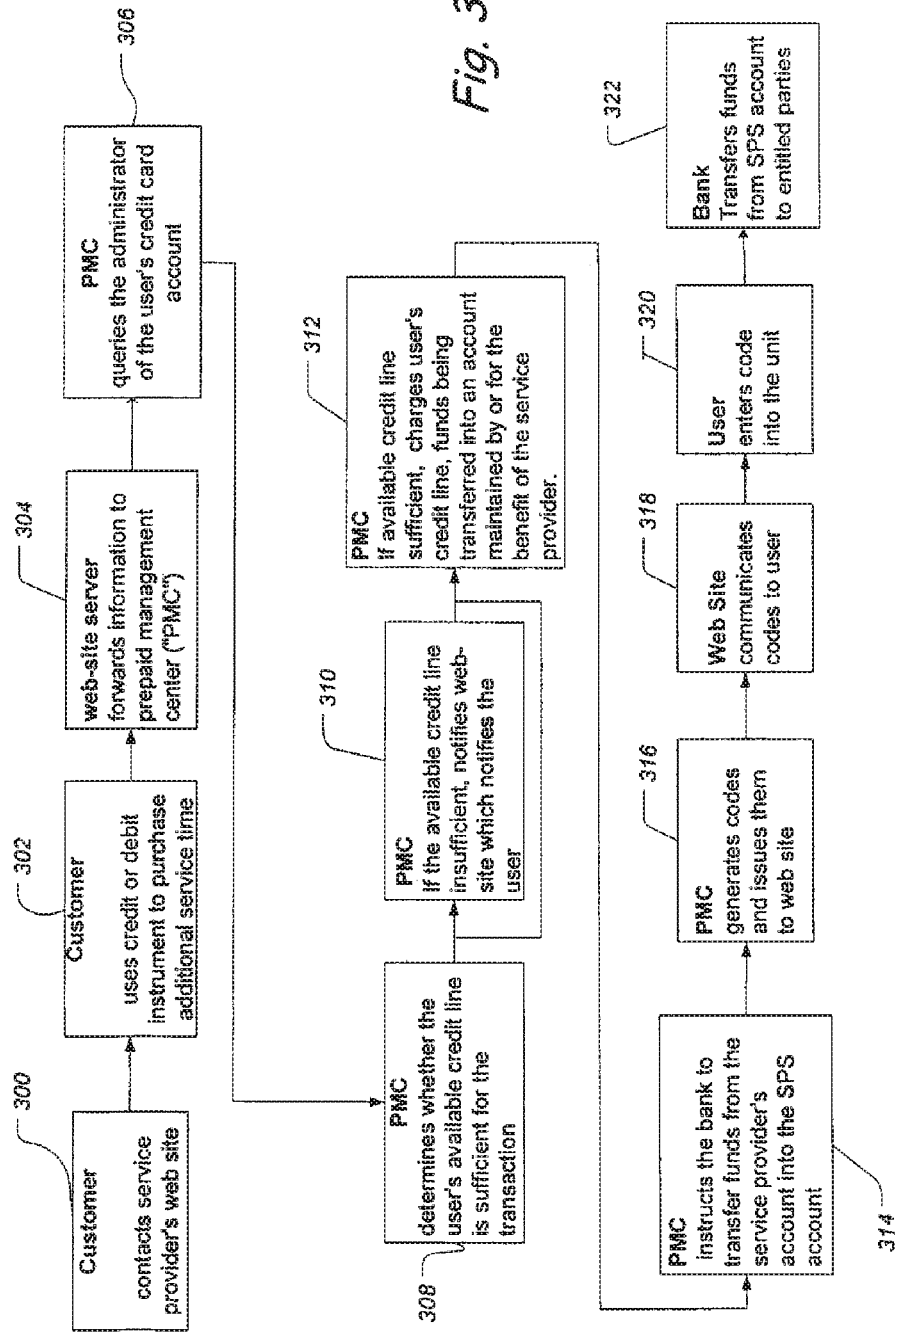 300
Customer
contacts service
provider's web site
302
Customer
uses credit or debit
instrument to purchase
additional service time
304
web-site server
forwards information to
prepaid management
center ("PMC")
306
PMC
queries the administrator
of the user's credit card
account
308
PMC
determines whether the
user's available credit line
is sufficient for the
transaction
310
PMC
If the available credit line
insufficient, notifies web-
site which notifies the
user
312
PMC
If available credit line
sufficient, charges user's
credit line, funds being
transferred into an account
maintained by or for the
benefit of the service
provider.
Fig. 3
314
PMC
instructs the bank to
transfer funds from the
service provider's
account into the SPS
account
316
PMC
generates codes
and issues them
to web site
318
Web Site
communicates
codes to user
320
User
enters code
into the unit
322
Bank
Transfers funds
from SPS account
to entitled parties